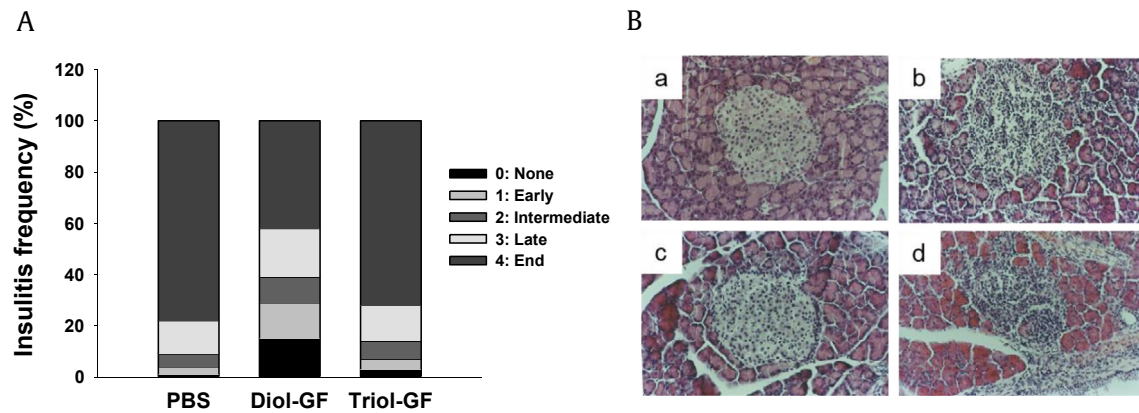 A
Insulitis frequency (%)
120
100
80
60
40
20
0
PBS
Diol-GF
Triol-GF
0: None
1: Early
2: Intermediate
3: Late
4: End
B
a
b
c
d